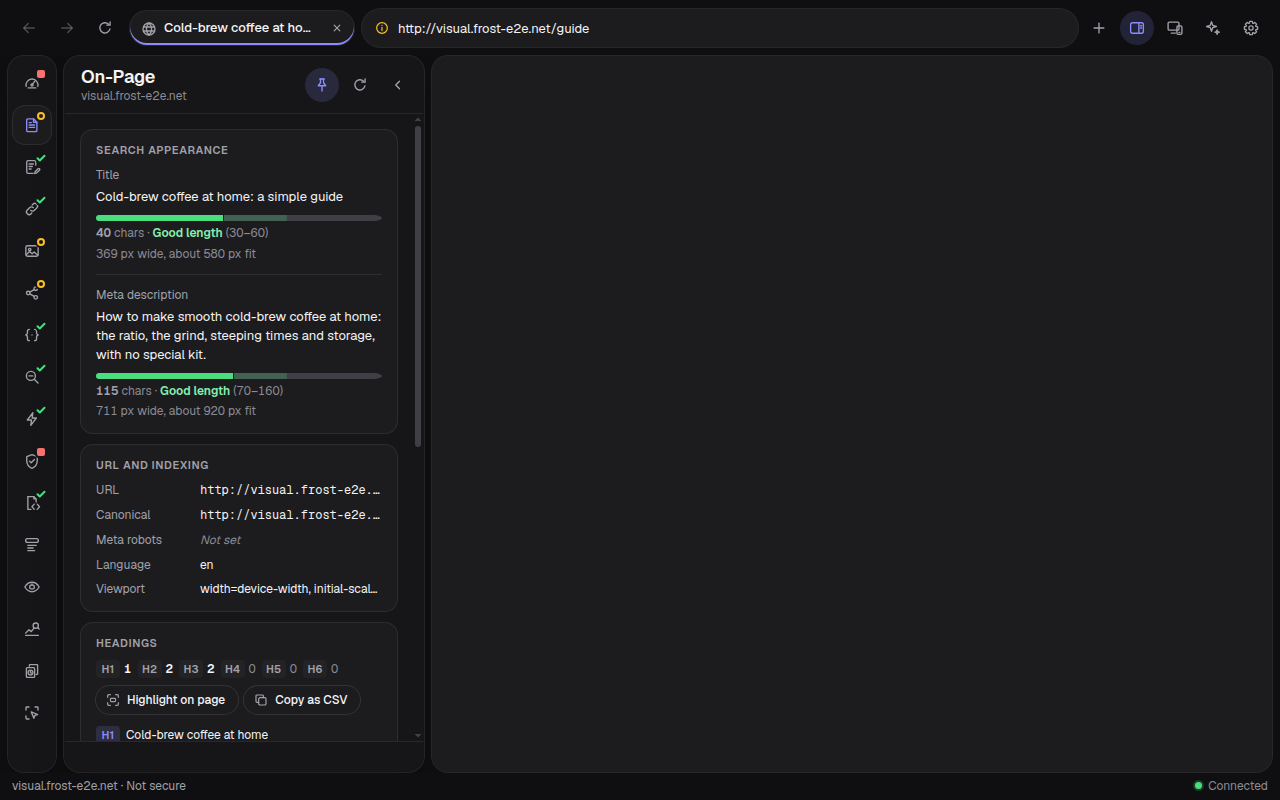 Cold-brew coffee at ho...
http://visual.frost-e2e.net/guide
On-Page
visual.frost-e2e.net
SEARCH APPEARANCE
Title
Cold-brew coffee at home: a simple guide
40 chars · Good length (30–60)
369 px wide, about 580 px fit
Meta description
How to make smooth cold-brew coffee at home:
the ratio, the grind, steeping times and storage,
with no special kit.
115 chars · Good length (70–160)
711 px wide, about 920 px fit
URL AND INDEXING
URL http://visual.frost-e2e.…
Canonical http://visual.frost-e2e.…
Meta robots Not set
Language en
Viewport width=device-width, initial-scal...
HEADINGS
H1 1 H2 2 H3 2 H4 0 H5 0 H6 0
Highlight on page Copy as CSV
H1 Cold-brew coffee at home
visual.frost-e2e.net · Not secure
Connected